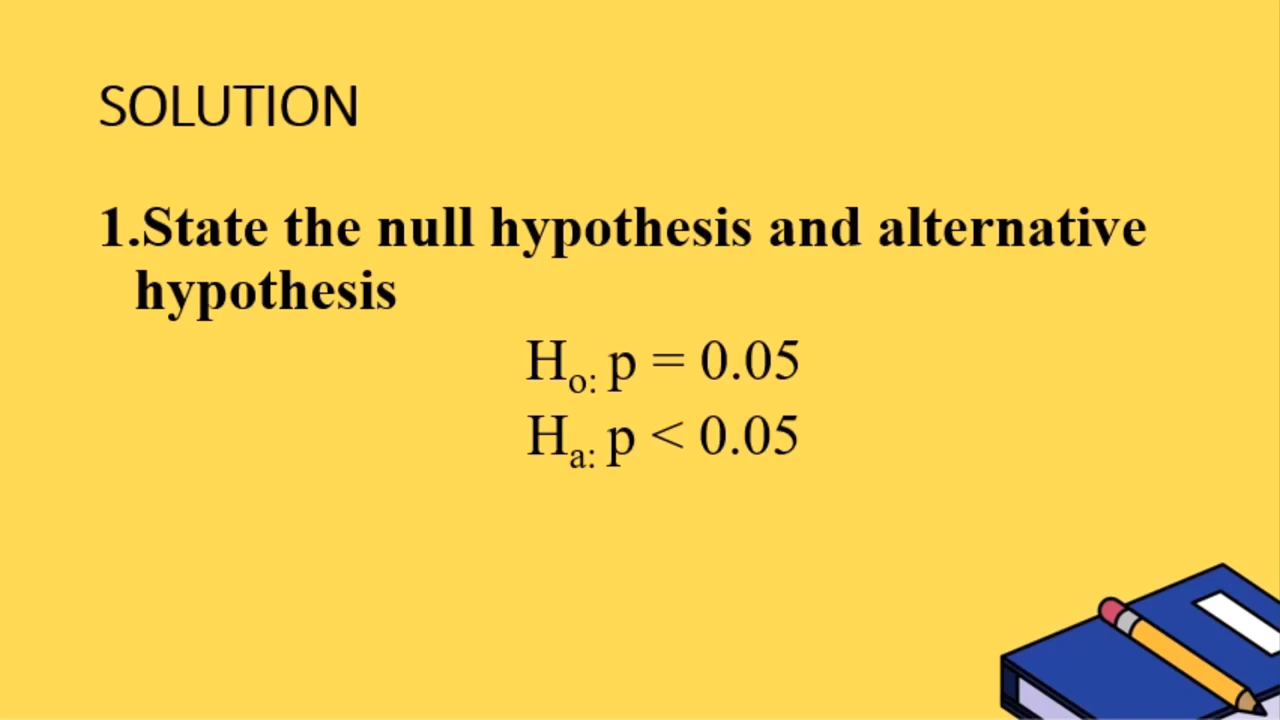 SOLUTION
1.State the null hypothesis and alternative
hypothesis
Ho: p = 0.05
Ha: p < 0.05